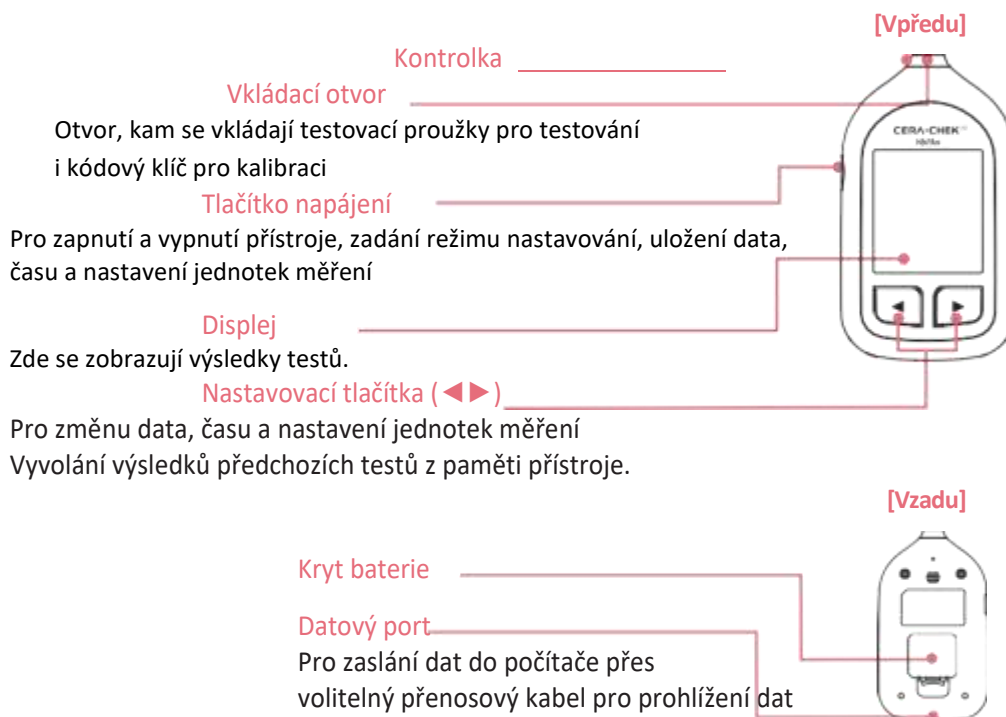 [Vpředu]
Kontrolka
Vkládací otvor
Otvor, kam se vkládají testovací proužky pro testování
i kódový klíč pro kalibraci
CERA-CHEK™
Tlačítko napájení
Pro zapnutí a vypnutí přístroje, zadání režimu nastavování, uložení data,
času a nastavení jednotek měření
Displej
Zde se zobrazují výsledky testů.
Nastavovací tlačítka (◀▶)
Pro změnu data, času a nastavení jednotek měření
Vyvolání výsledků předchozích testů z paměti přístroje.
[Vzadu]
Kryt baterie
Datový port
Pro zaslání dat do počítače přes
volitelný přenosový kabel pro prohlížení dat